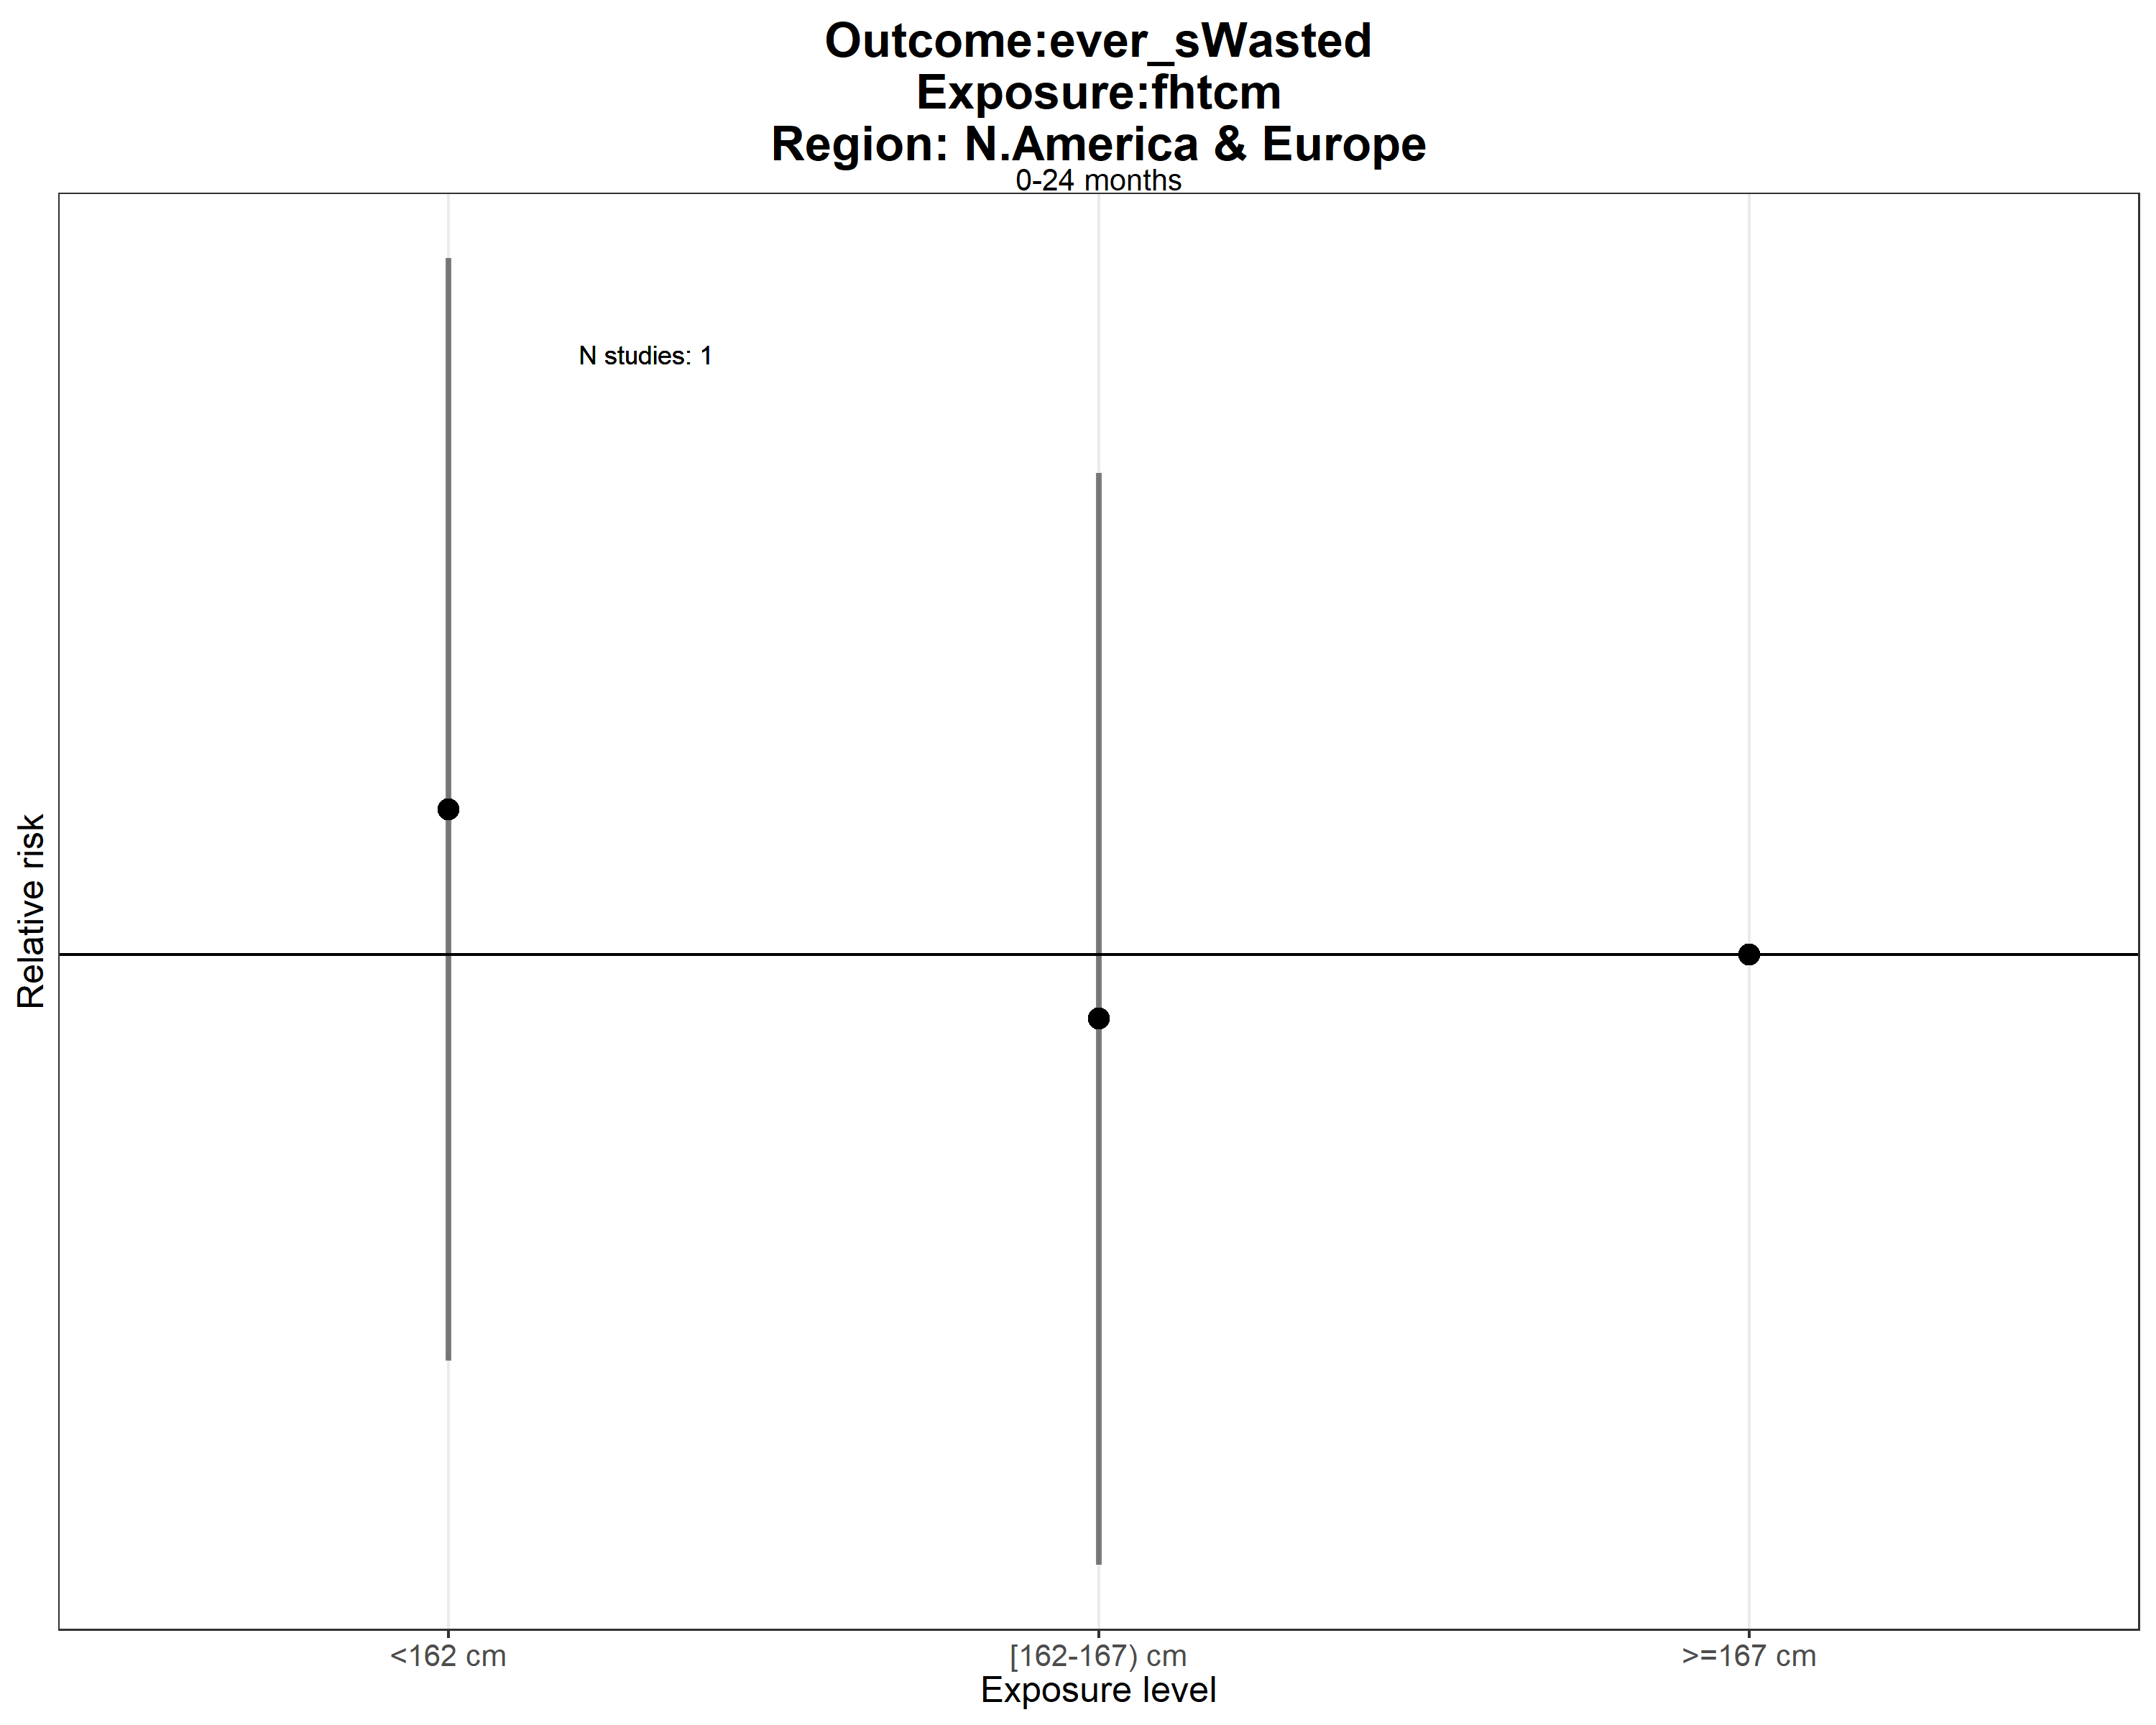 Outcome:ever_sWasted
Exposure:fhtcm
Region: N.America & Europe
0-24 months
N studies: 1
Relative risk
<162 cm
[162-167) cm
>=167 cm
Exposure level